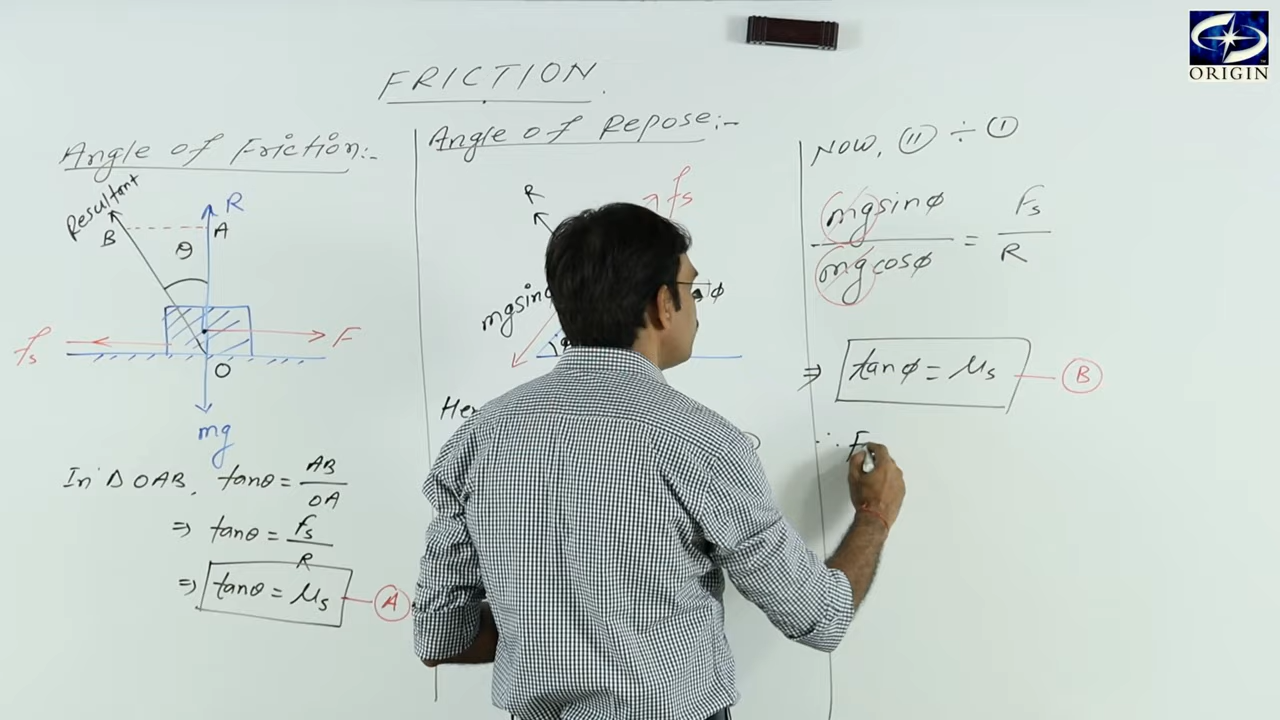 ORIGIN
FRICTION
Angle of Friction:-
Resultant
B
A
R
θ
fs
F
O
mg
In Δ OAB, tanθ = AB/OA
⇒ tanθ = fs/R
⇒ tanθ = μs — A
Angle of Repose:-
R
fs
mgsin
ϕ
Now, II ÷ I
mgsinϕ/mgcosϕ = Fs/R
⇒ tanϕ = μs — B
∴ F